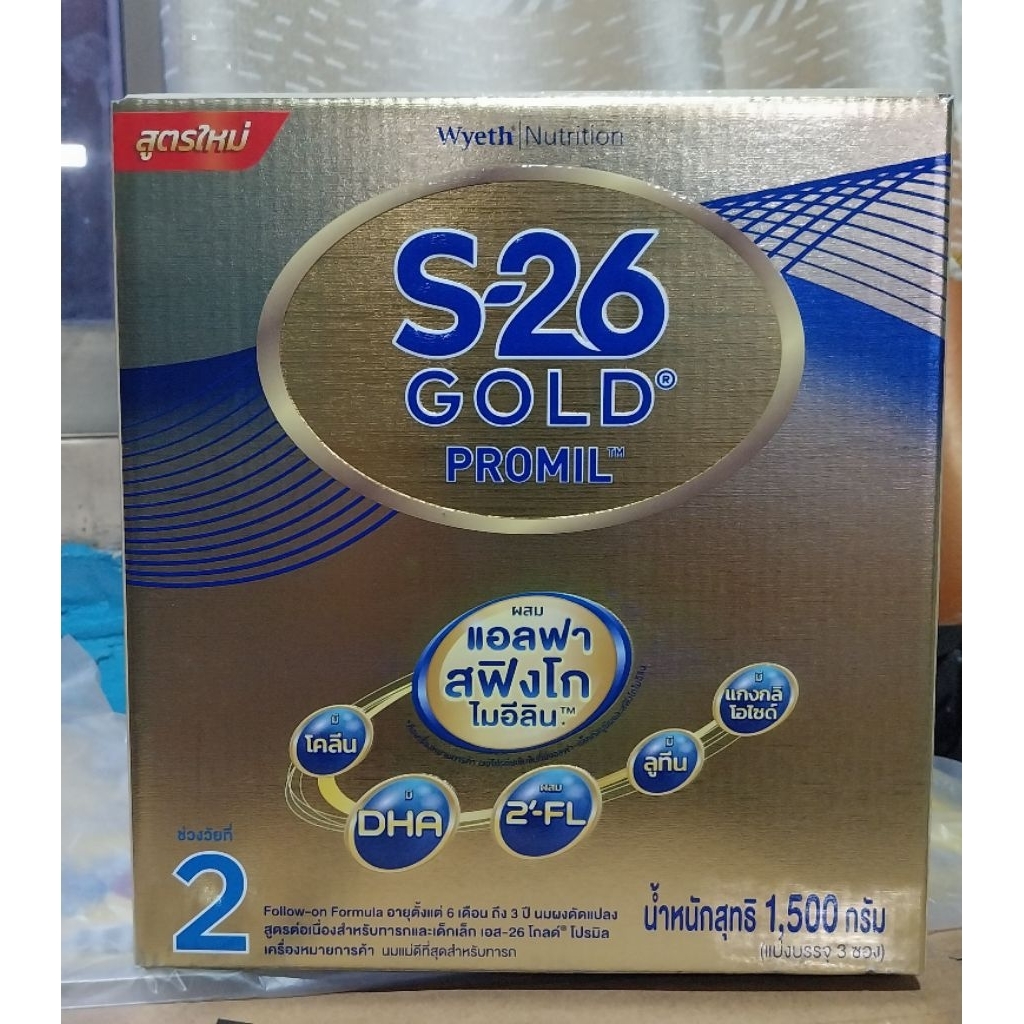 สูตรใหม่
Wyeth® | Nutrition
S-26
GOLD®
PROMIL™
ผสม
แอลฟา
สฟิงโก
ไมอีลิน™
มี
โคลีน
มี
DHA
ผสม
2'-FL
มี
ลูทีน
มี
แกงกลิ
โอไซด์
ช่วงวัยที่
2
Follow-on Formula อายุตั้งแต่ 6 เดือน ถึง 3 ปี นมผงดัดแปลง
สูตรต่อเนื่องสำหรับทารกและเด็กเล็ก เอส-26 โกลด์® โปรมิล
เครื่องหมายการค้า นมแม่ดีที่สุดสำหรับทารก
น้ำหนักสุทธิ 1,500 กรัม
(แบ่งบรรจุ 3 ซอง)